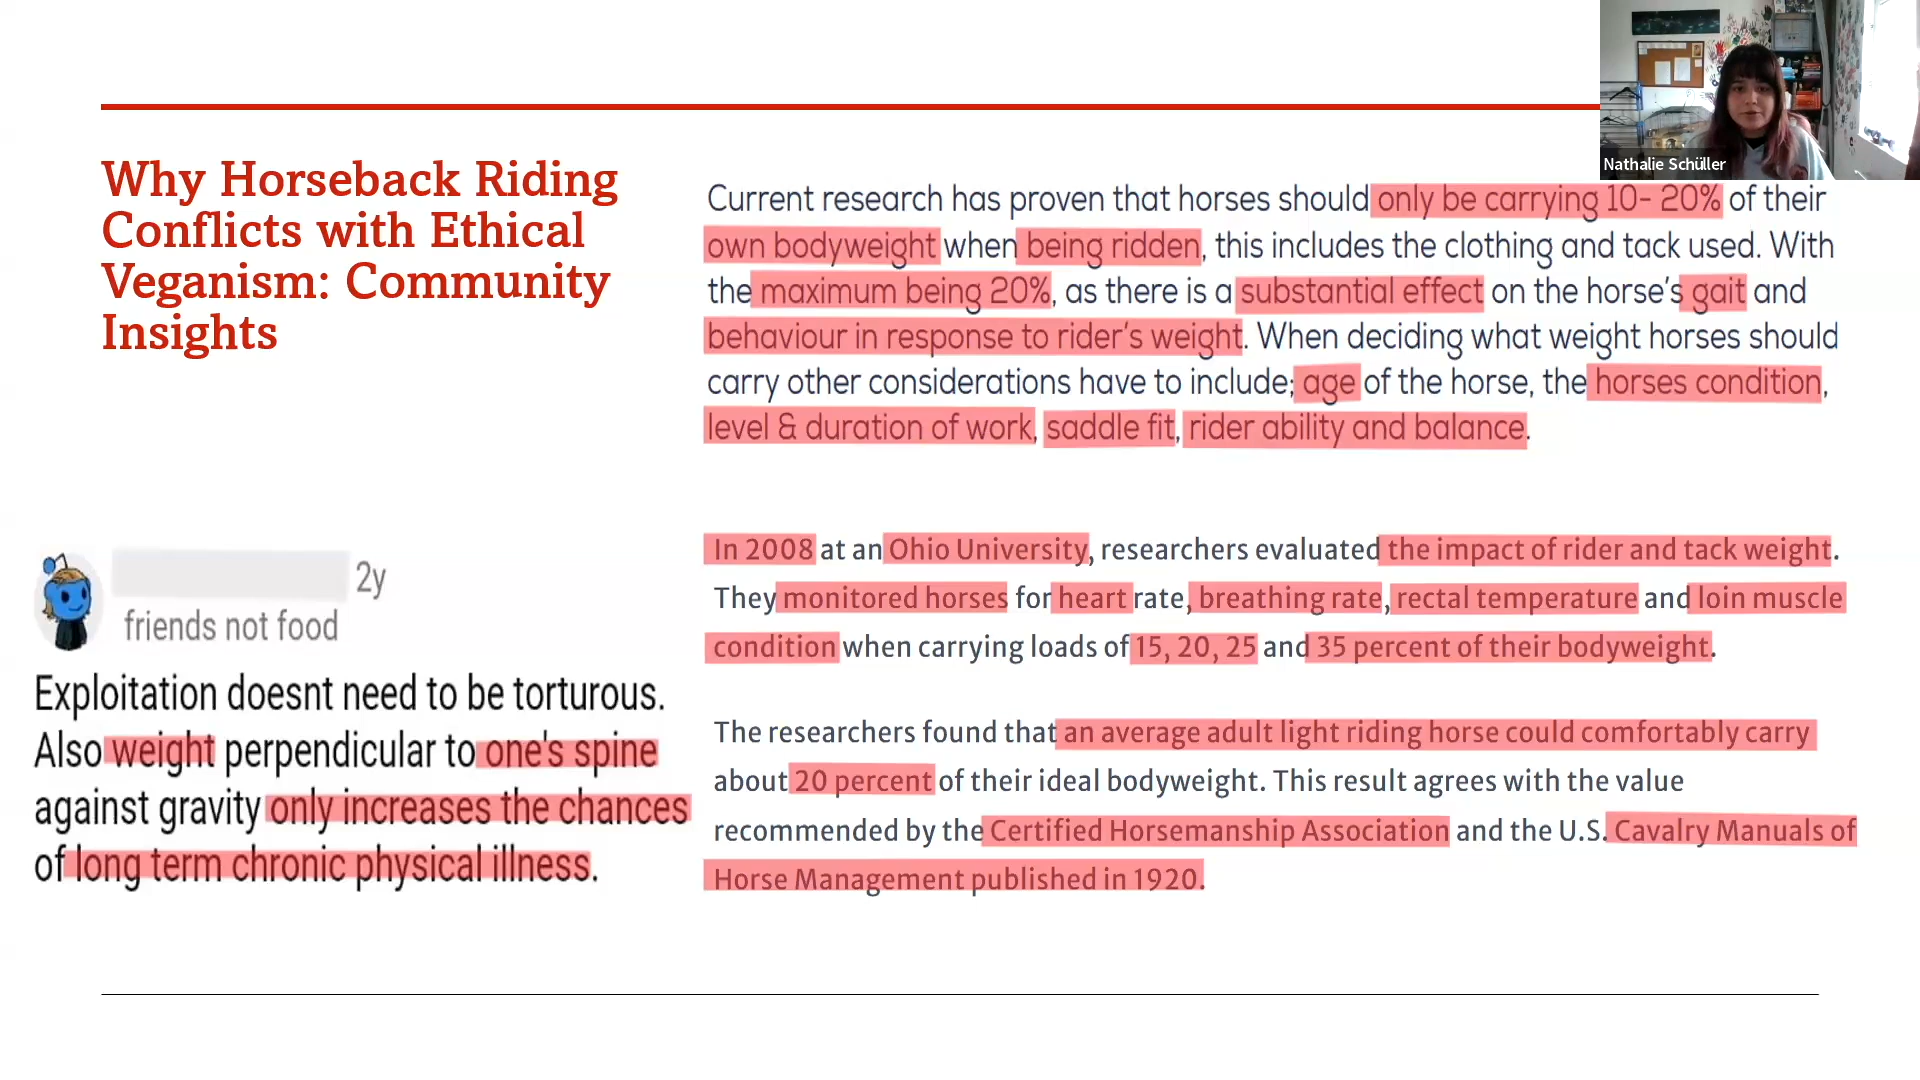 Nathalie Schüller
Why Horseback Riding
Conflicts with Ethical
Veganism: Community
Insights
Current research has proven that horses should only be carrying 10- 20% of their
own bodyweight when being ridden, this includes the clothing and tack used. With
the maximum being 20%, as there is a substantial effect on the horse's gait and
behaviour in response to rider's weight. When deciding what weight horses should
carry other considerations have to include; age of the horse, the horses condition,
level & duration of work, saddle fit, rider ability and balance.
2y
friends not food
Exploitation doesnt need to be torturous.
Also weight perpendicular to one's spine
against gravity only increases the chances
of long term chronic physical illness.
In 2008 at an Ohio University, researchers evaluated the impact of rider and tack weight.
They monitored horses for heart rate, breathing rate, rectal temperature and loin muscle
condition when carrying loads of 15, 20, 25 and 35 percent of their bodyweight.
The researchers found that an average adult light riding horse could comfortably carry
about 20 percent of their ideal bodyweight. This result agrees with the value
recommended by the Certified Horsemanship Association and the U.S. Cavalry Manuals of
Horse Management published in 1920.